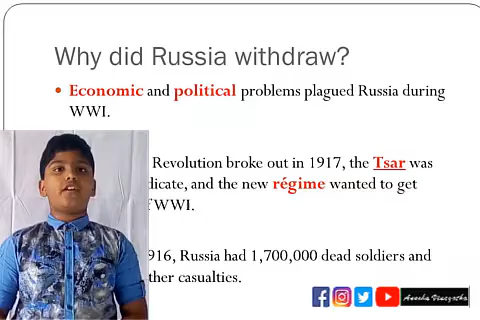 Why did Russia withdraw?
• Economic and political problems plagued Russia during
WWI.
Revolution broke out in 1917, the Tsar was
dicate, and the new régime wanted to get
WWI.
916, Russia had 1,700,000 dead soldiers and
ther casualties.